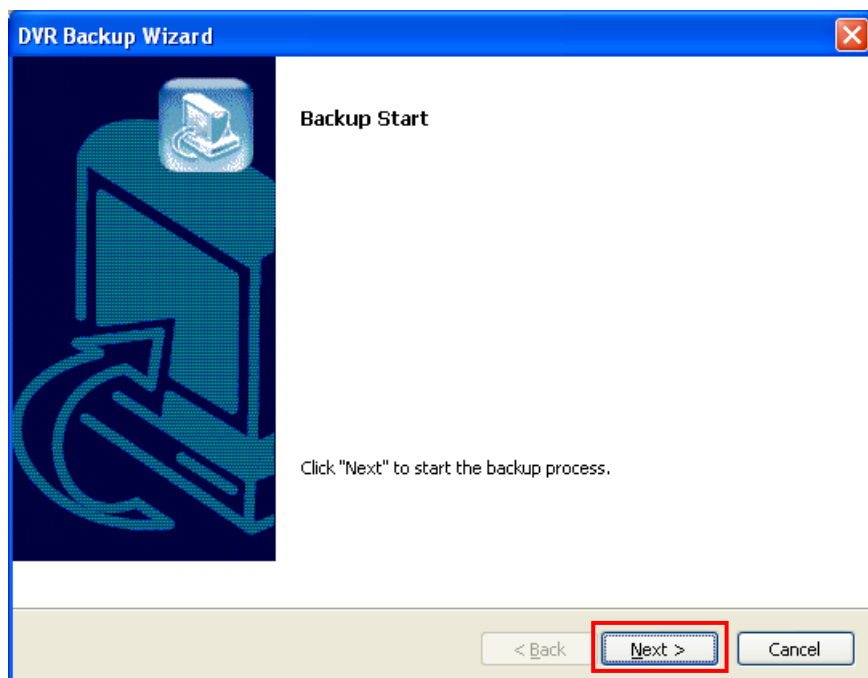 DVR Backup Wizard
Backup Start
Click "Next" to start the backup process.
< Back Next > Cancel